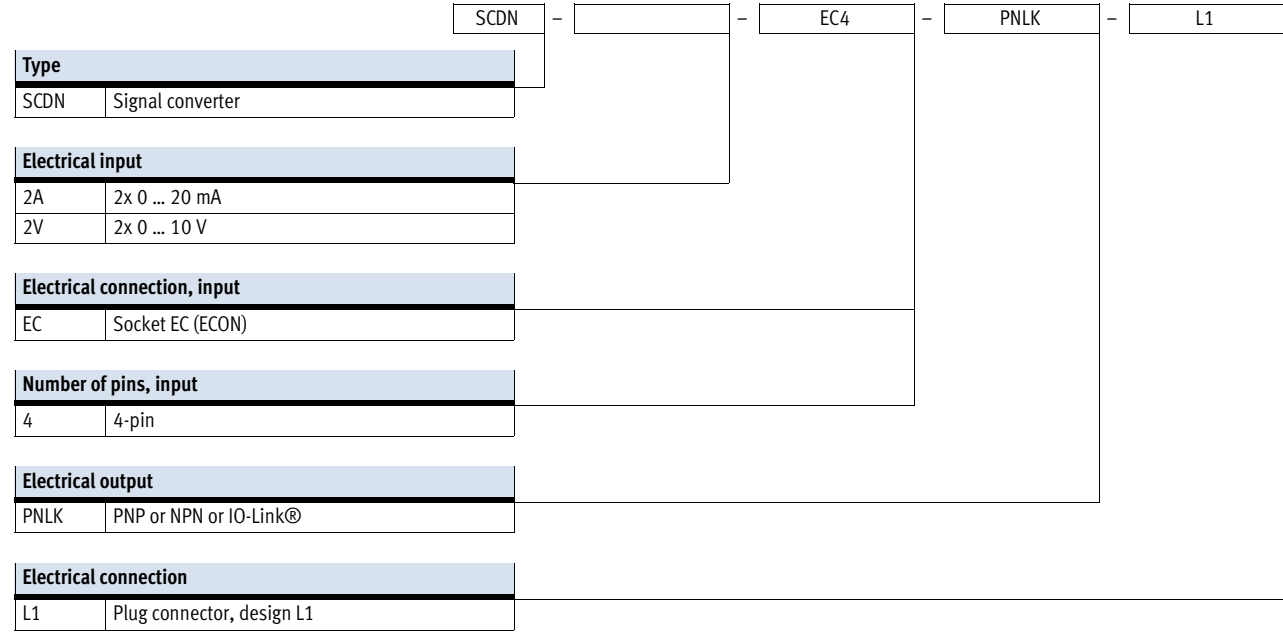 SCDN – – EC4 – PNLK – L1
Type
SCDN Signal converter
Electrical input
2A 2x 0 ... 20 mA
2V 2x 0 ... 10 V
Electrical connection, input
EC Socket EC (ECON)
Number of pins, input
4 4-pin
Electrical output
PNLK PNP or NPN or IO-Link®
Electrical connection
L1 Plug connector, design L1